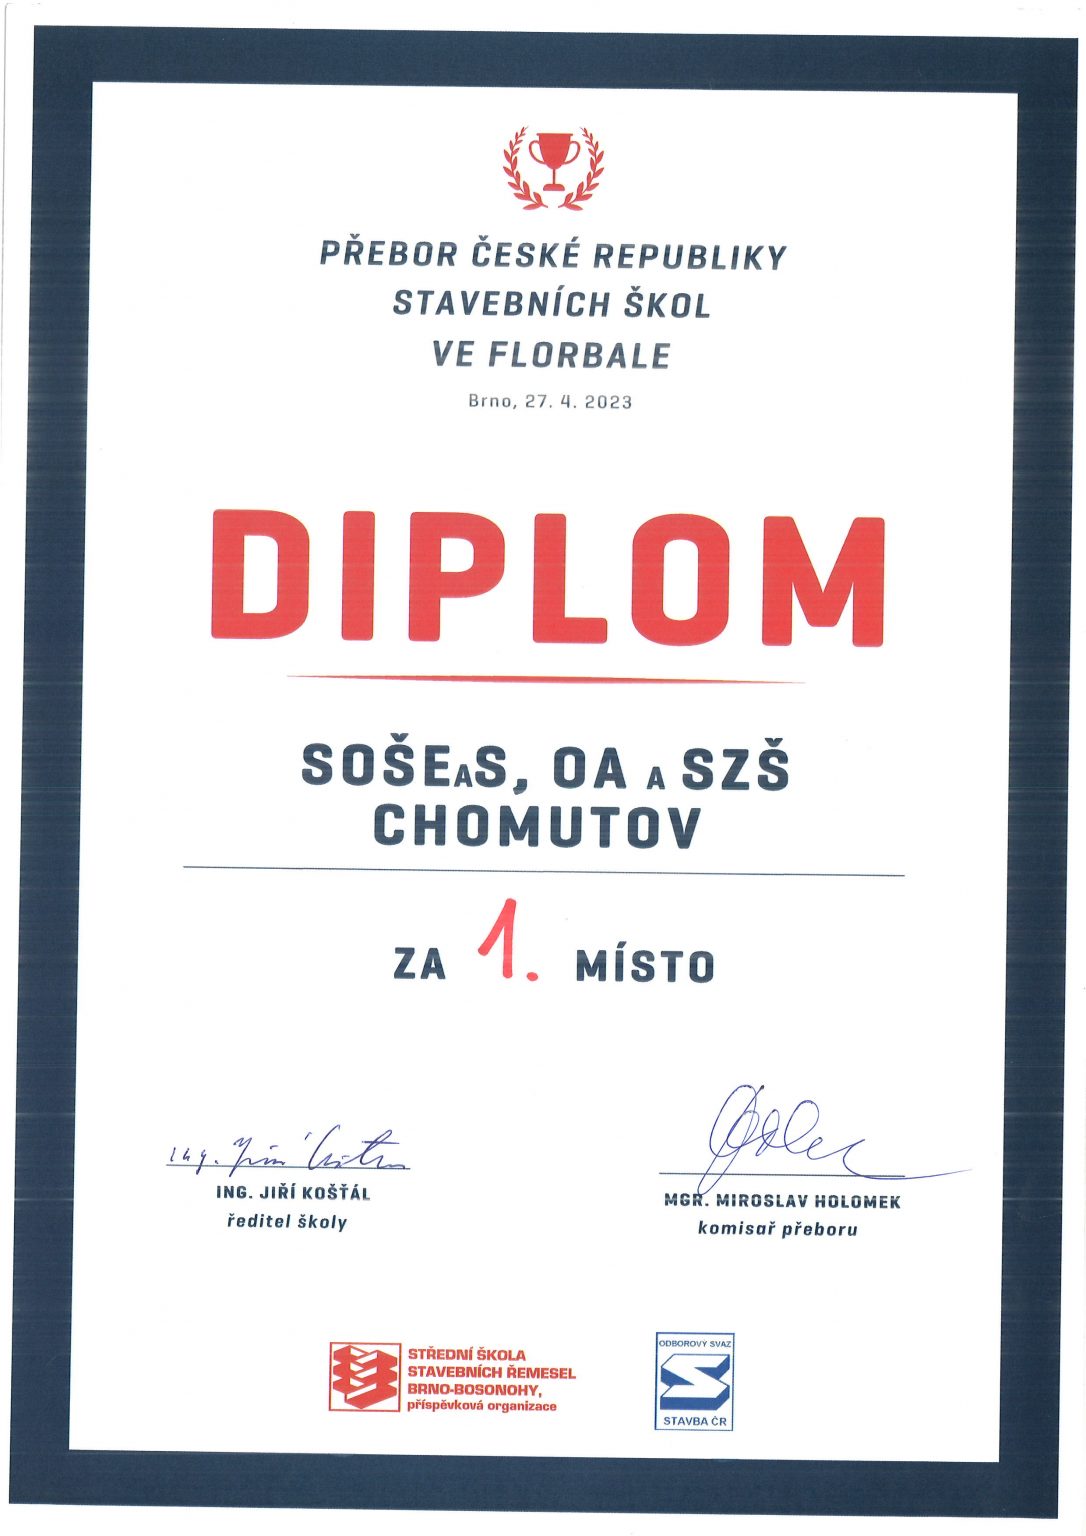 PŘEBOR ČESKÉ REPUBLIKY
STAVEBNÍCH ŠKOL
VE FLORBALE
Brno, 27. 4. 2023
DIPLOM
SOŠEAS, OA A SZŠ
CHOMUTOV
ZA 1. MÍSTO
ing. Jiří
ING. JIŘÍ KOŠŤÁL
ředitel školy
MGR. MIROSLAV HOLOMEK
komisař přeboru
STŘEDNÍ ŠKOLA
STAVEBNÍCH ŘEMESEL
BRNO-BOSONOHY,
příspěvková organizace
ODBOROVÝ SVAZ
STAVBA ČR